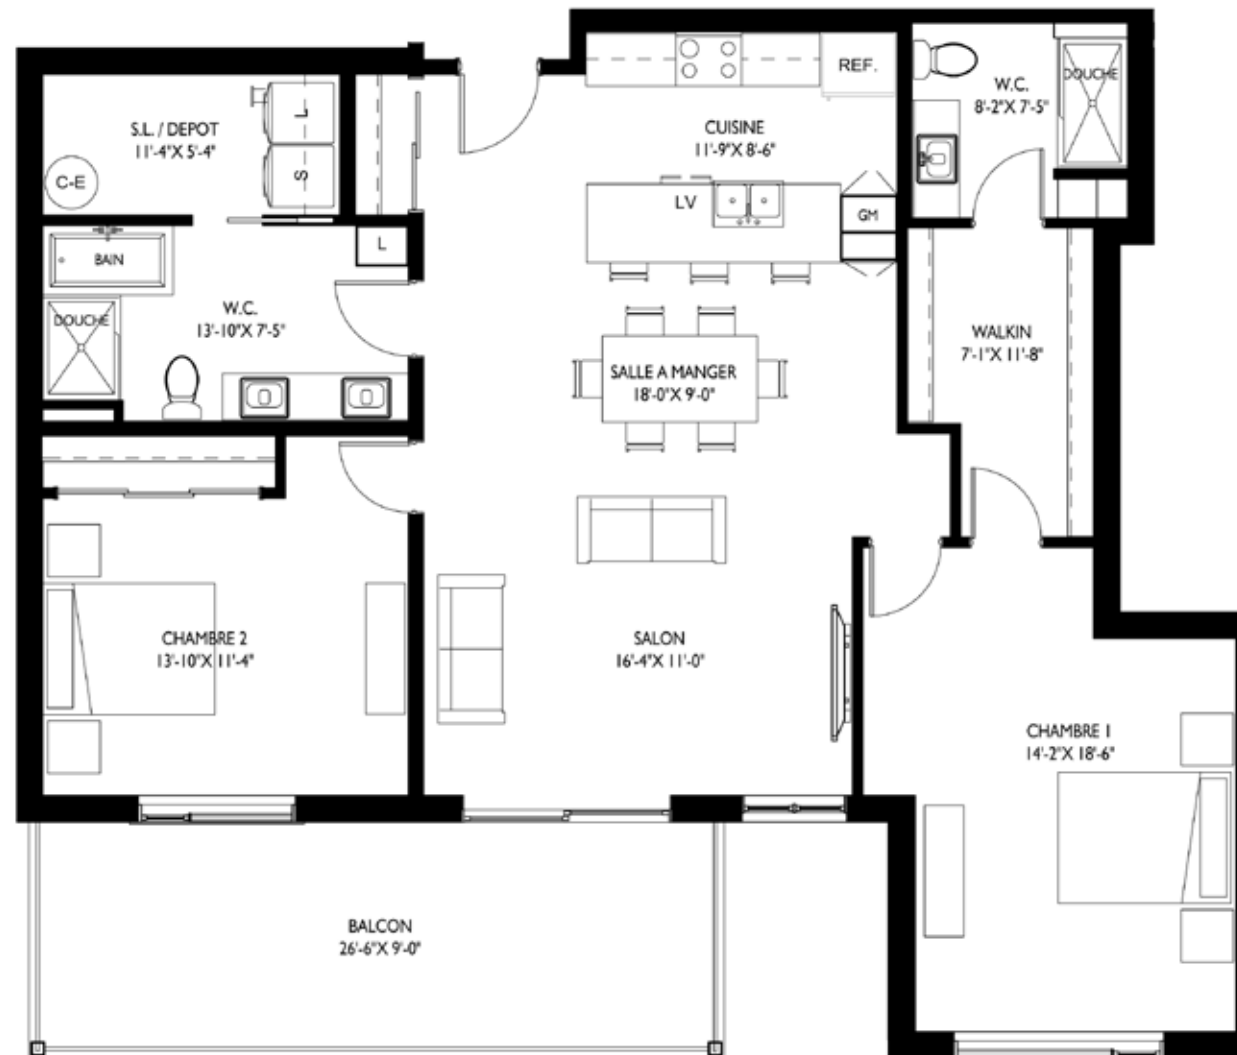 S.L. / DEPOT
11'-4"X 5'-4"
L
S
C-E
CUISINE
11'-9"X 8'-6"
REF.
LV
GM
W.C.
8'-2"X 7'-5"
DOUCHE
BAIN
L
DOUCHE
W.C.
13'-10"X 7'-5"
SALLE A MANGER
18'-0"X 9'-0"
WALKIN
7'-1"X 11'-8"
CHAMBRE 2
13'-10"X 11'-4"
SALON
16'-4"X 11'-0"
CHAMBRE 1
14'-2"X 18'-6"
BALCON
26'-6"X 9'-0"